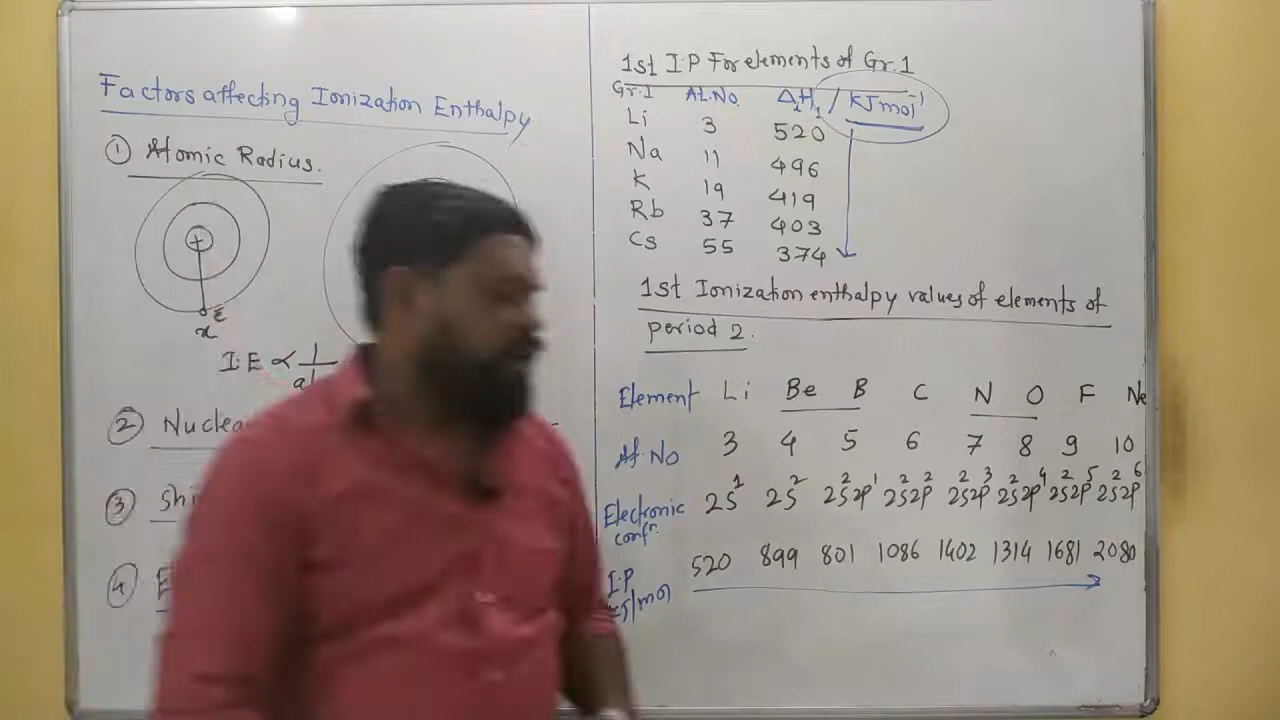 Factors affecting Ionization Enthalpy
① Atomic Radius.
+
ē
x
I.E ∝ 1/
②
③
④
1st I.P For elements of Gr.1
Gr.I At.No. ΔᵢH₁ / kJmol⁻¹
Li 3 520
Na 11 496
K 19 419
Rb 37 403
Cs 55 374
1st Ionization enthalpy values of elements of
period 2.
Element Li Be B C N O F Ne
At.No 3 4 5 6 7 8 9 10
Electronic confⁿ. 2s¹ 2s² 2s²2p¹ 2s²2p² 2s²2p³ 2s²2p⁴ 2s²2p⁵ 2s²2p⁶
I.P kJ/mol 520 899 801 1086 1402 1314 1681 2080